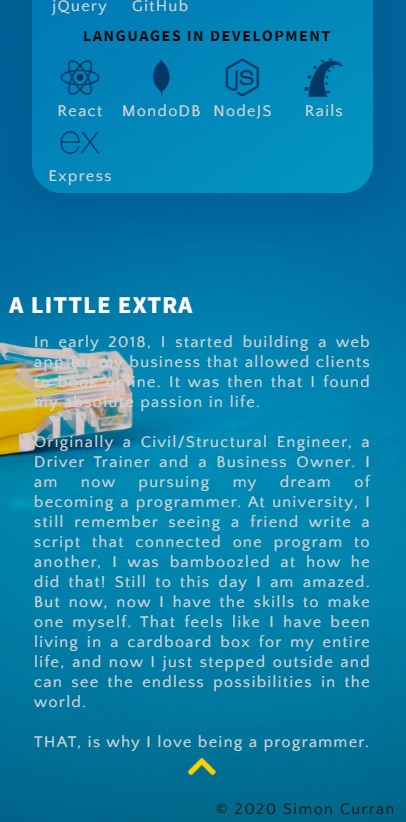 jQuery GitHub
LANGUAGES IN DEVELOPMENT
React MongoDB NodeJS Rails
ex
Express
A LITTLE EXTRA
In early 2018, I started building a web
app for my business that allowed clients
to book online. It was then that I found
my absolute passion in life.
Originally a Civil/Structural Engineer, a
Driver Trainer and a Business Owner. I
am now pursuing my dream of
becoming a programmer. At university, I
still remember seeing a friend write a
script that connected one program to
another, I was bamboozled at how he
did that! Still to this day I am amazed.
But now, now I have the skills to make
one myself. That feels like I have been
living in a cardboard box for my entire
life, and now I just stepped outside and
can see the endless possibilities in the
world.
THAT, is why I love being a programmer.
© 2020 Simon Curran